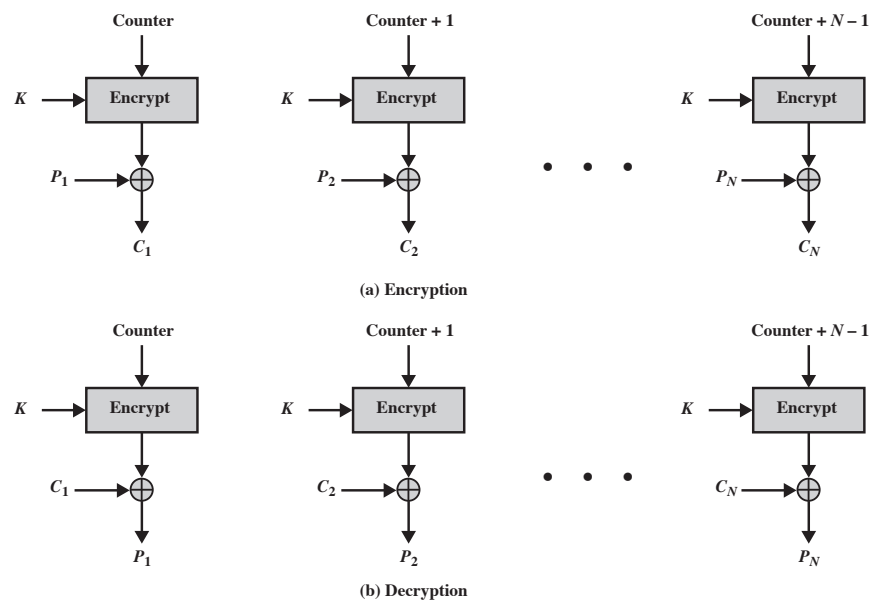 Counter Counter + 1 Counter + N – 1
K Encrypt K Encrypt K Encrypt
P1 P2 PN
C1 C2 CN
(a) Encryption
Counter Counter + 1 Counter + N – 1
K Encrypt K Encrypt K Encrypt
C1 C2 CN
P1 P2 PN
(b) Decryption